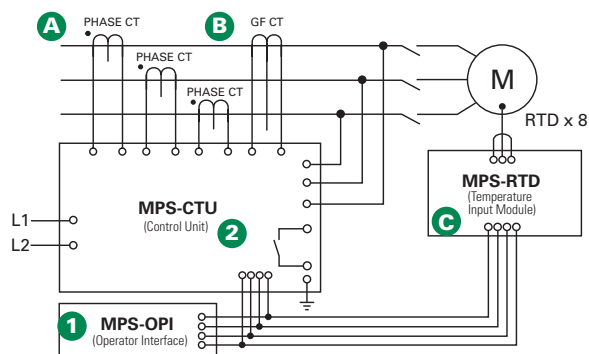 A
PHASE CT
B
GF CT
PHASE CT
PHASE CT
M
RTD x 8
MPS-RTD
(Temperature
Input Module)
C
MPS-CTU
(Control Unit)
2
L1
L2
1
MPS-OPI
(Operator Interface)